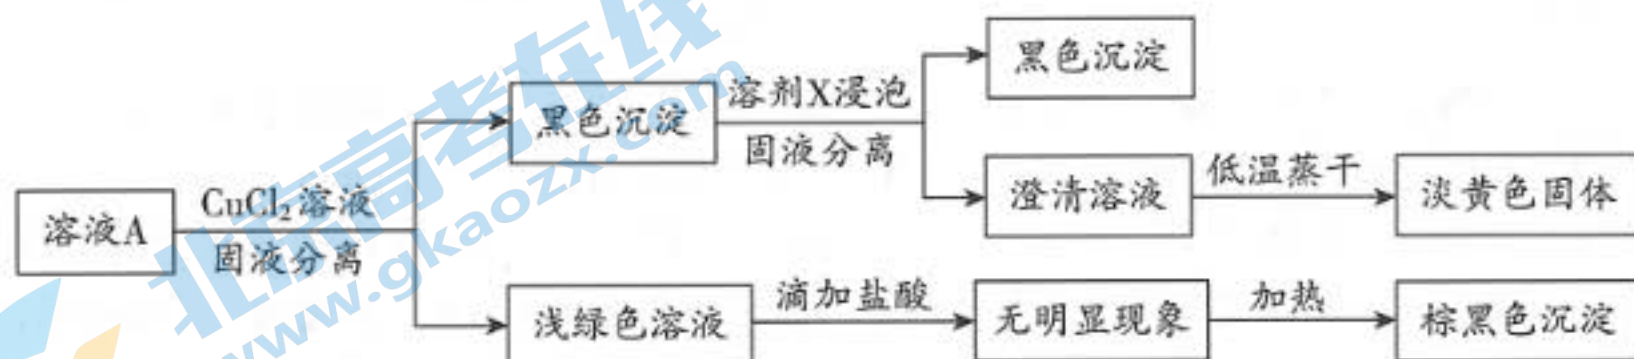 黑色沉淀
溶剂X浸泡
黑色沉淀
固液分离
低温蒸干
CuCl₂溶液
澄清溶液
淡黄色固体
溶液A
固液分离
滴加盐酸
加热
浅绿色溶液
无明显现象
棕黑色沉淀
北京高考在线
www.gkaozx.com